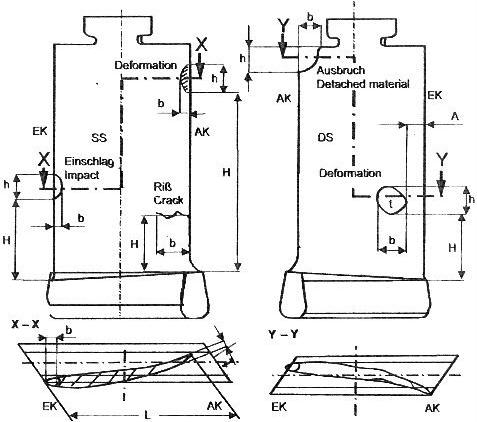 Deformation
X
h
b
EK
SS
AK
X
Einschlag
Impact
h
b
H
Riß
Crack
H
b
H
Y
b
h
Ausbruch
Detached material
AK
EK
A
DS
Deformation
Y
t
h
b
H
X – X
b
EK
L
AK
Y – Y
EK
AK